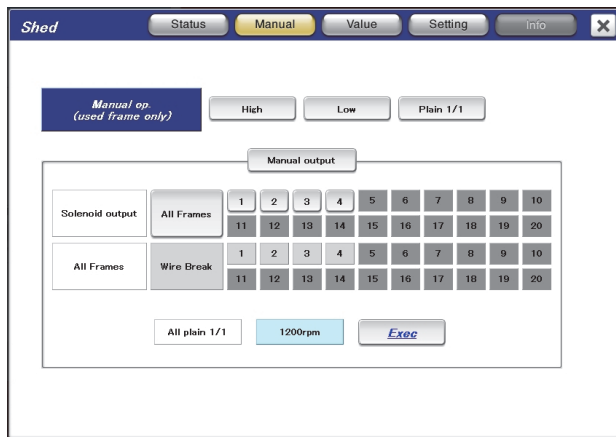 Shed Status Manual Value Setting Info
Manual op.
(used frame only)
High Low Plain 1/1
Manual output
Solenoid output All Frames 1 2 3 4 5 6 7 8 9 10
11 12 13 14 15 16 17 18 19 20
All Frames Wire Break 1 2 3 4 5 6 7 8 9 10
11 12 13 14 15 16 17 18 19 20
All plain 1/1 1200rpm Exec